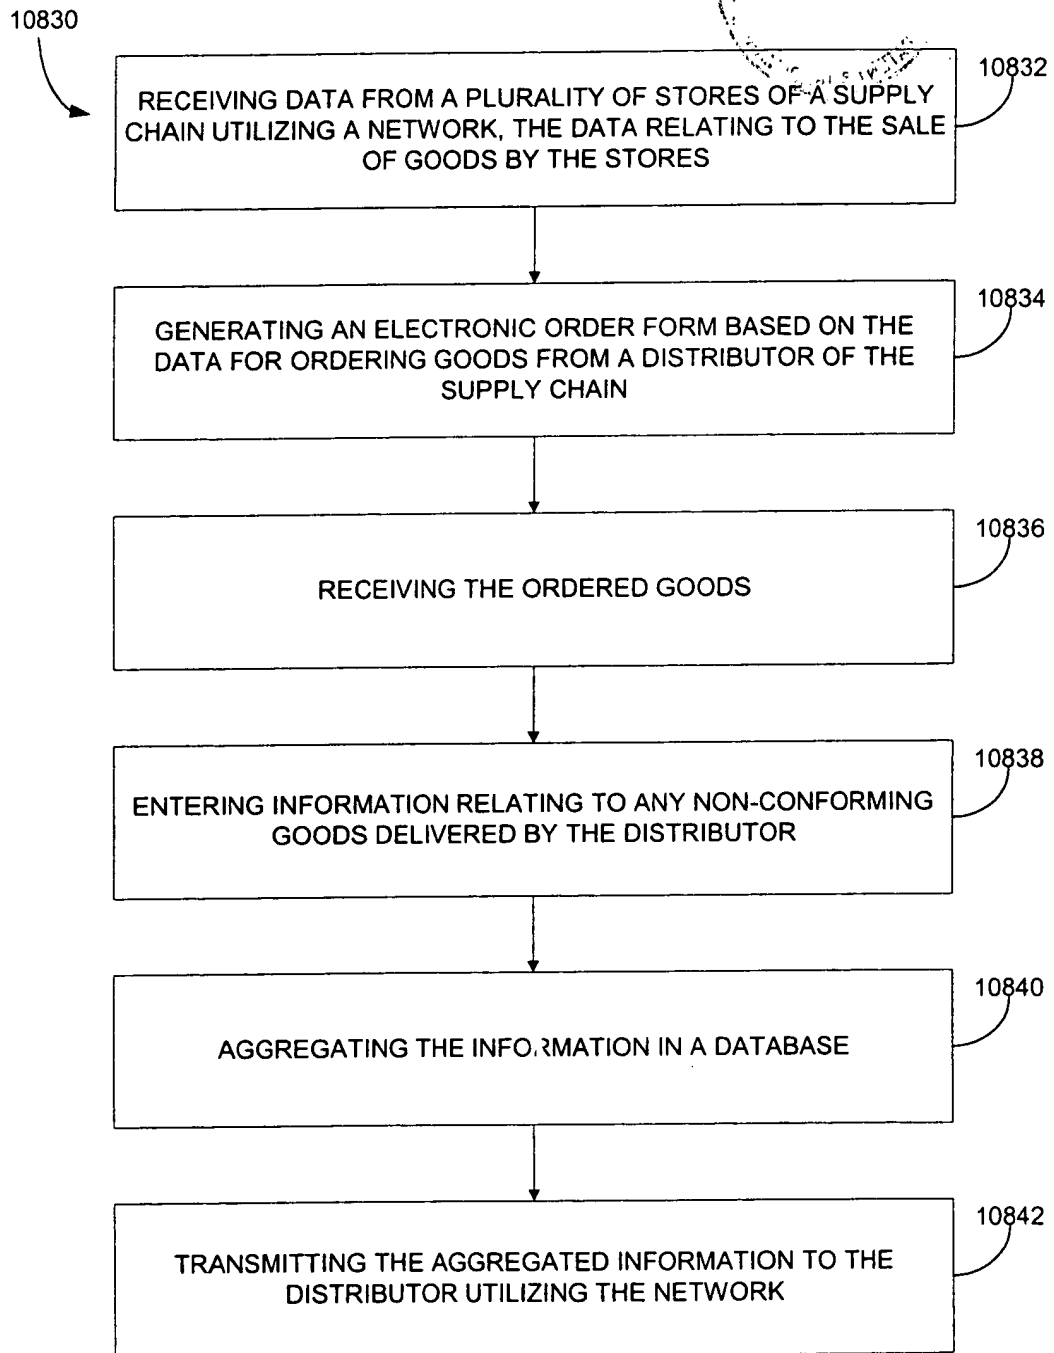 10830
10832
RECEIVING DATA FROM A PLURALITY OF STORES OF A SUPPLY
CHAIN UTILIZING A NETWORK, THE DATA RELATING TO THE SALE
OF GOODS BY THE STORES
10834
GENERATING AN ELECTRONIC ORDER FORM BASED ON THE
DATA FOR ORDERING GOODS FROM A DISTRIBUTOR OF THE
SUPPLY CHAIN
10836
RECEIVING THE ORDERED GOODS
10838
ENTERING INFORMATION RELATING TO ANY NON-CONFORMING
GOODS DELIVERED BY THE DISTRIBUTOR
10840
AGGREGATING THE INFORMATION IN A DATABASE
10842
TRANSMITTING THE AGGREGATED INFORMATION TO THE
DISTRIBUTOR UTILIZING THE NETWORK